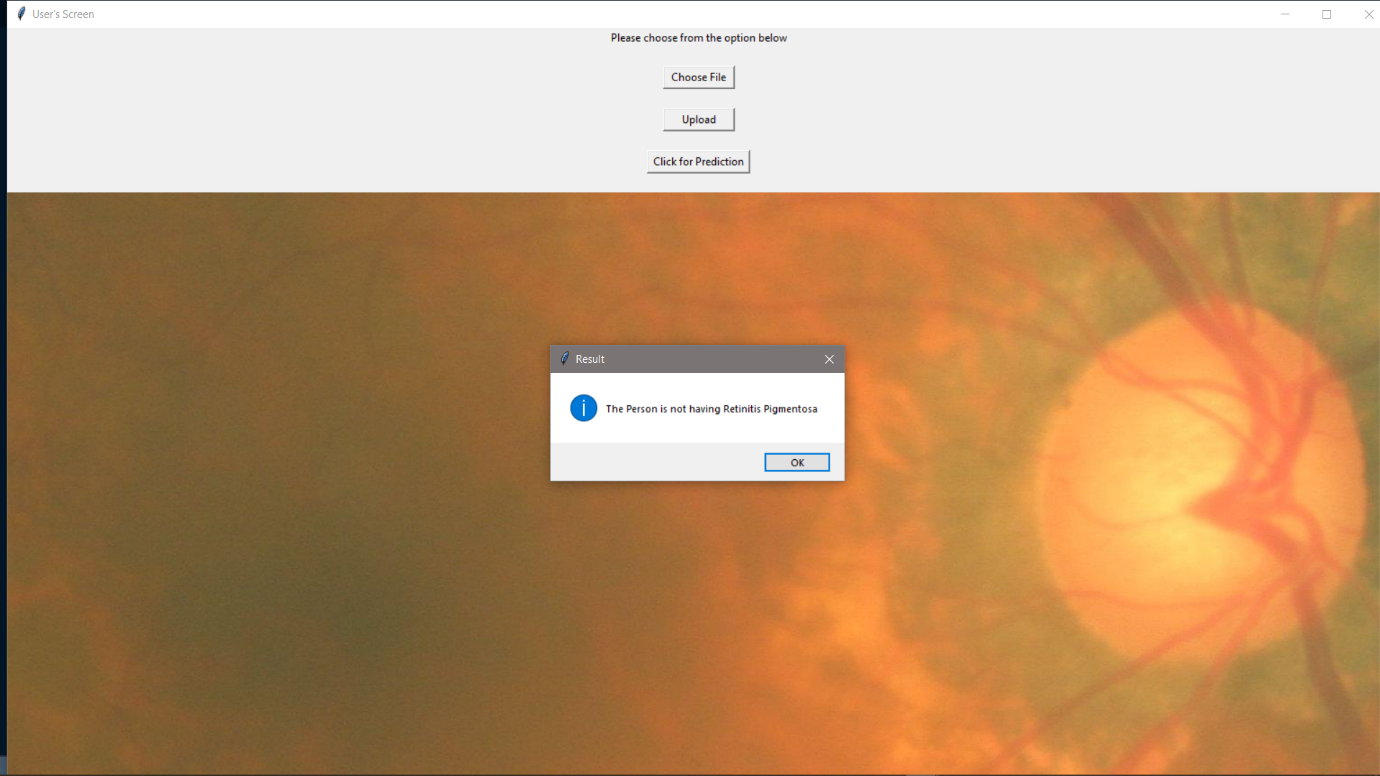 User's Screen
Please choose from the option below
Choose File
Upload
Click for Prediction
Result
The Person is not having Retinitis Pigmentosa
OK